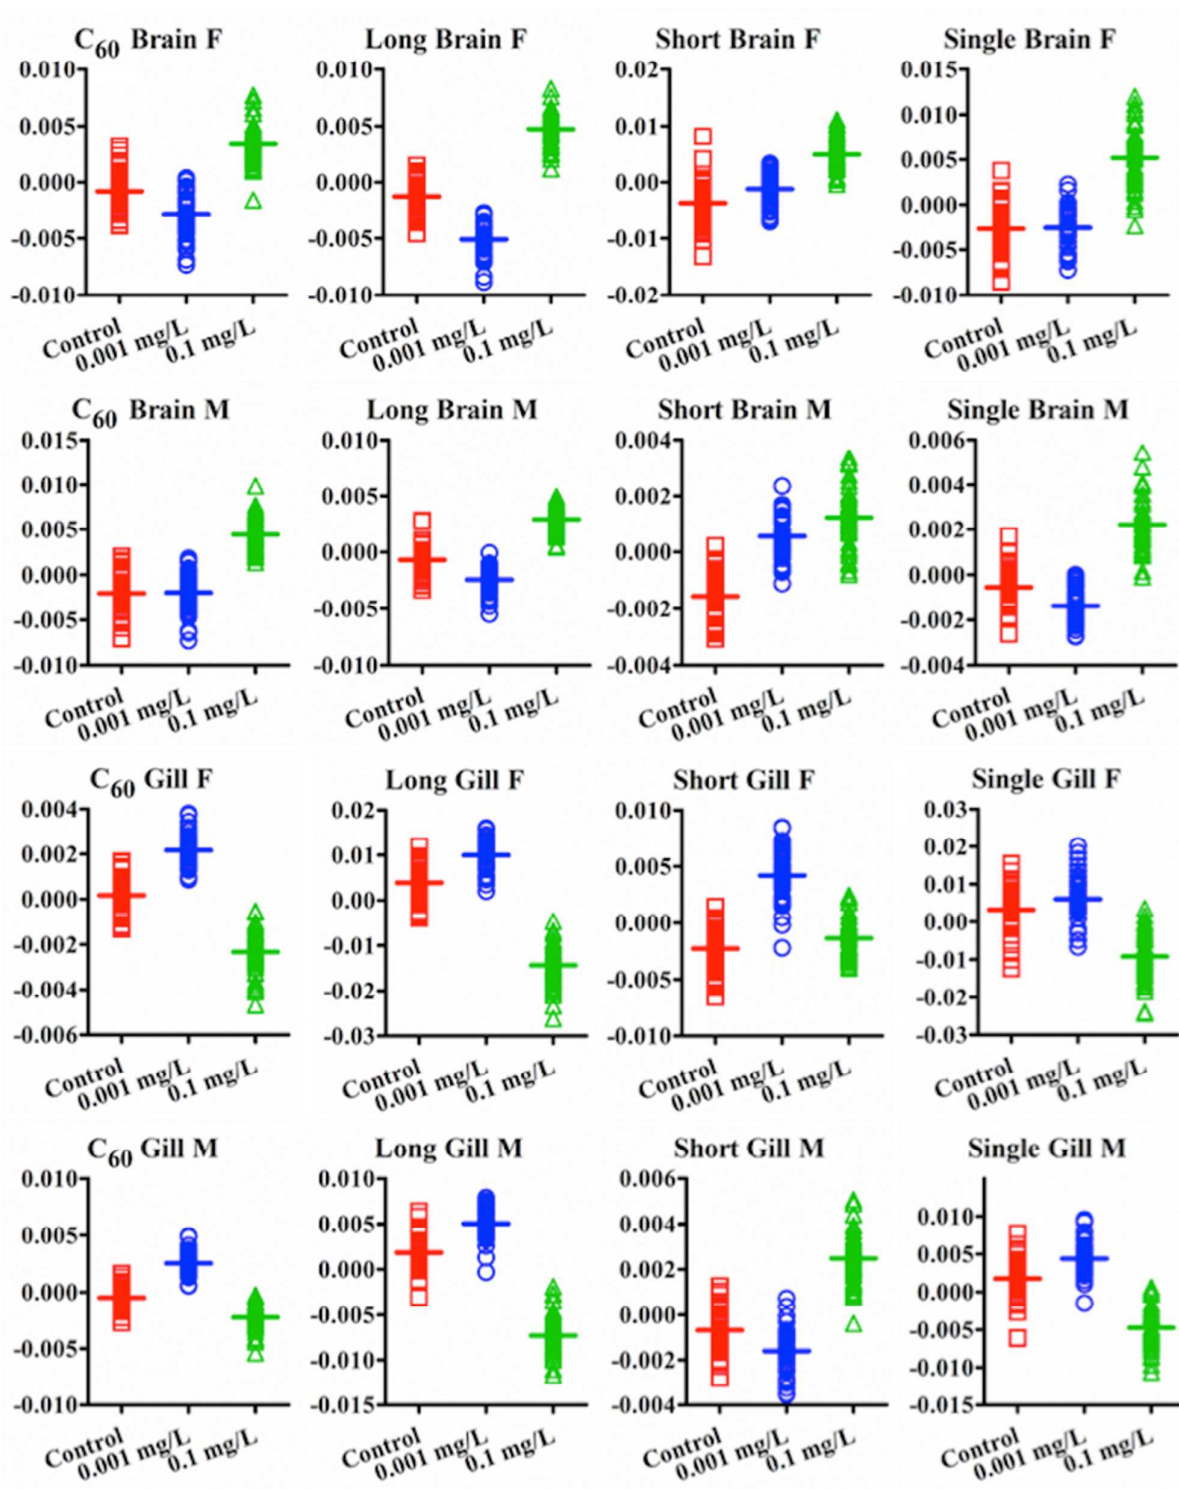 C60 Brain F
0.010
0.005
0.000
-0.005
-0.010
Control
0.001 mg/L
0.1 mg/L
Long Brain F
0.010
0.005
0.000
-0.005
-0.010
Control
0.001 mg/L
0.1 mg/L
Short Brain F
0.02
0.01
0.00
-0.01
-0.02
Control
0.001 mg/L
0.1 mg/L
Single Brain F
0.015
0.010
0.005
0.000
-0.005
-0.010
Control
0.001 mg/L
0.1 mg/L
C60 Brain M
0.015
0.010
0.005
0.000
-0.005
-0.010
Control
0.001 mg/L
0.1 mg/L
Long Brain M
0.010
0.005
0.000
-0.005
-0.010
Control
0.001 mg/L
0.1 mg/L
Short Brain M
0.004
0.002
0.000
-0.002
-0.004
Control
0.001 mg/L
0.1 mg/L
Single Brain M
0.006
0.004
0.002
0.000
-0.002
-0.004
Control
0.001 mg/L
0.1 mg/L
C60 Gill F
0.004
0.002
0.000
-0.002
-0.004
-0.006
Control
0.001 mg/L
0.1 mg/L
Long Gill F
0.02
0.01
0.00
-0.01
-0.02
-0.03
Control
0.001 mg/L
0.1 mg/L
Short Gill F
0.010
0.005
0.000
-0.005
-0.010
Control
0.001 mg/L
0.1 mg/L
Single Gill F
0.03
0.02
0.01
0.00
-0.01
-0.02
-0.03
Control
0.001 mg/L
0.1 mg/L
C60 Gill M
0.010
0.005
0.000
-0.005
-0.010
Control
0.001 mg/L
0.1 mg/L
Long Gill M
0.010
0.005
0.000
-0.005
-0.010
-0.015
Control
0.001 mg/L
0.1 mg/L
Short Gill M
0.006
0.004
0.002
0.000
-0.002
-0.004
Control
0.001 mg/L
0.1 mg/L
Single Gill M
0.010
0.005
0.000
-0.005
-0.010
-0.015
Control
0.001 mg/L
0.1 mg/L